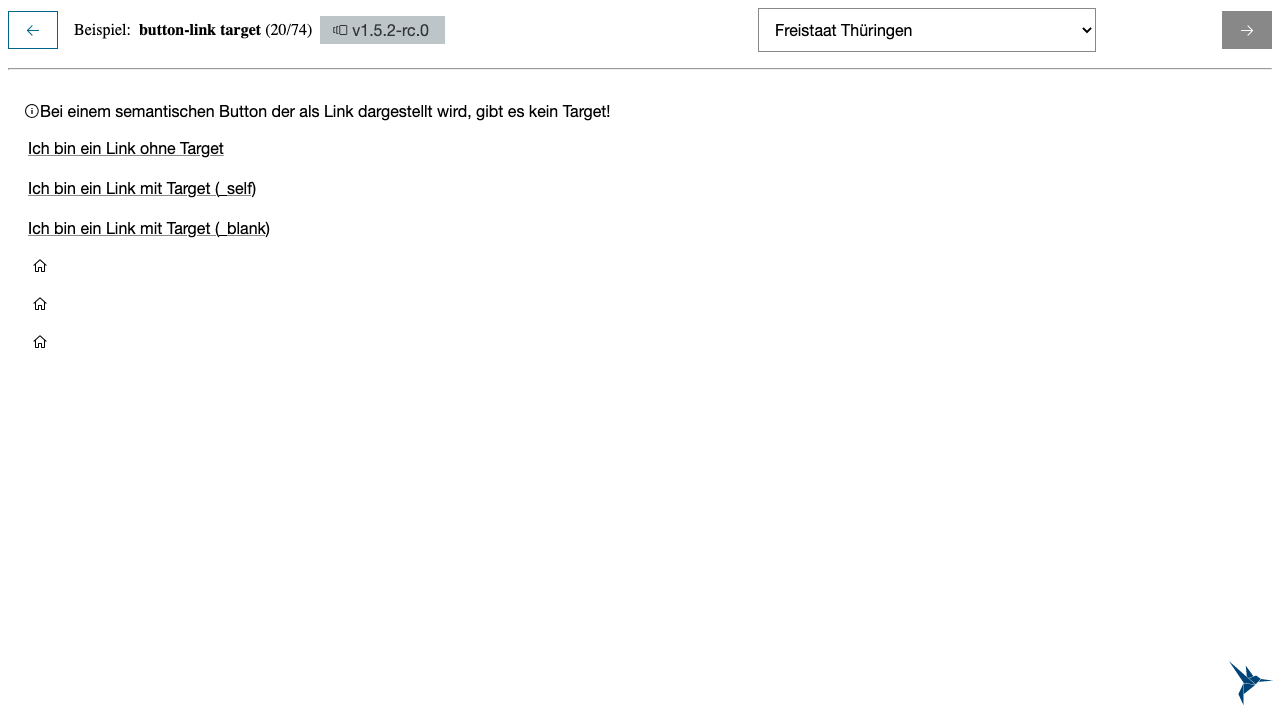 Beispiel: button-link target (20/74) v1.5.2-rc.0 Freistaat Thüringen
Bei einem semantischen Button der als Link dargestellt wird, gibt es kein Target!
Ich bin ein Link ohne Target
Ich bin ein Link mit Target (_self)
Ich bin ein Link mit Target (_blank)